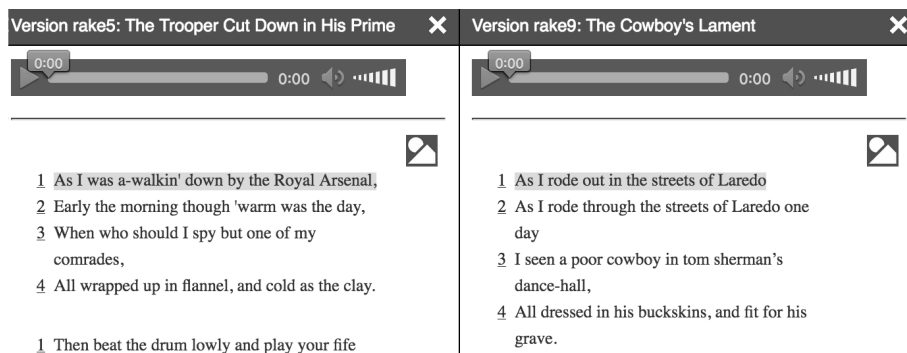 Version rake5: The Trooper Cut Down in His Prime
0:00
0:00
1 As I was a-walkin' down by the Royal Arsenal,
2 Early the morning though 'warm was the day,
3 When who should I spy but one of my
comrades,
4 All wrapped up in flannel, and cold as the clay.
1 Then beat the drum lowly and play your fife
Version rake9: The Cowboy's Lament
0:00
0:00
1 As I rode out in the streets of Laredo
2 As I rode through the streets of Laredo one
day
3 I seen a poor cowboy in tom sherman’s
dance-hall,
4 All dressed in his buckskins, and fit for his
grave.